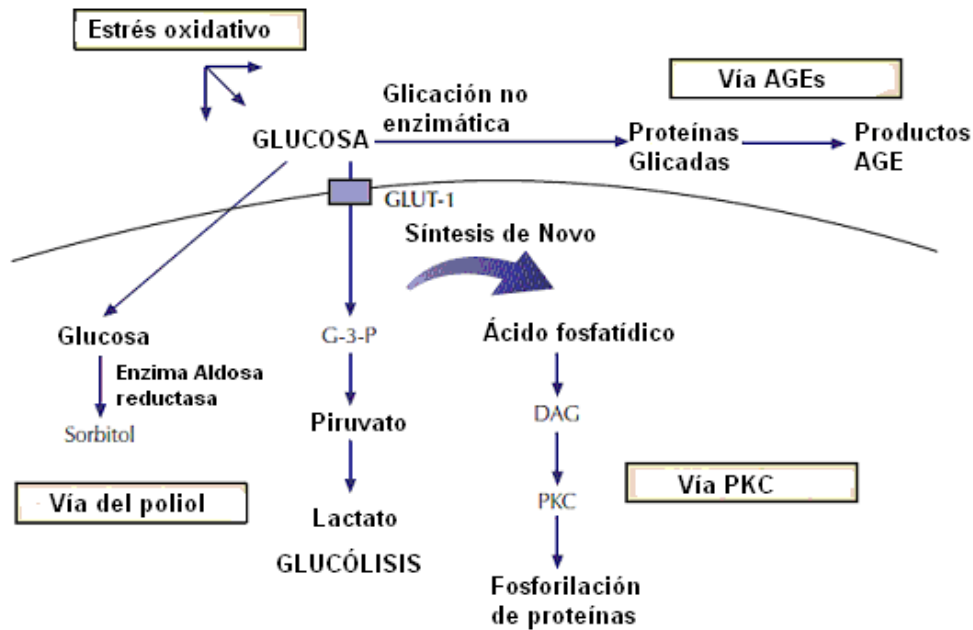 Estrés oxidativo
Vía AGEs
Glicación no
enzimática
GLUCOSA
Proteínas
Glicadas
Productos
AGE
GLUT-1
Síntesis de Novo
Glucosa
G-3-P
Ácido fosfatídico
Enzima Aldosa
reductasa
Sorbitol
Piruvato
DAG
Vía del poliol
Lactato
PKC
Vía PKC
GLUCÓLISIS
Fosforilación
de proteínas